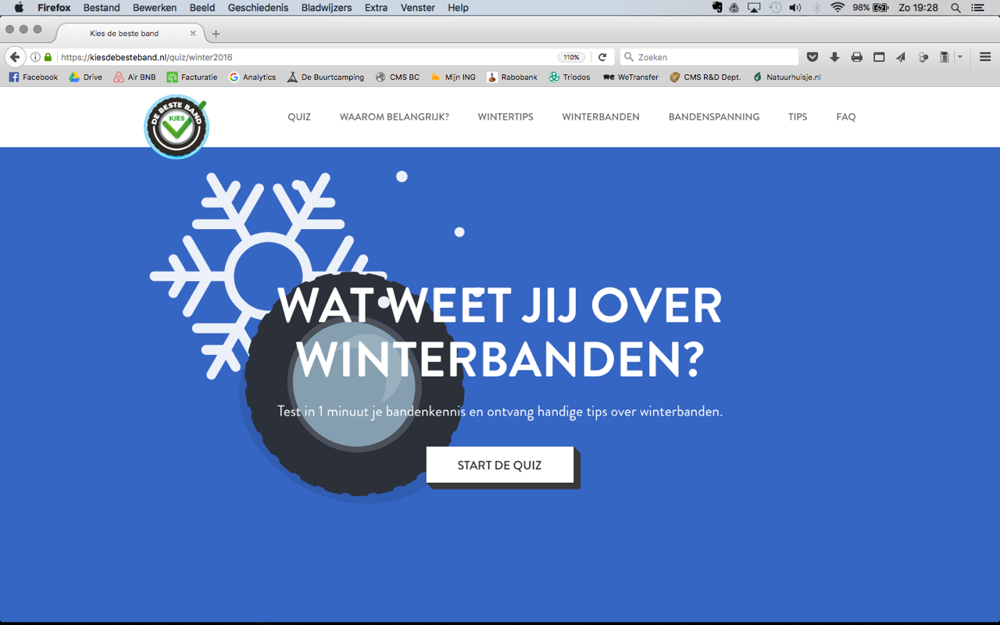 Firefox Bestand Bewerken Beeld Geschiedenis Bladwijzers Extra Venster Help 98% Zo 19:28
Kies de beste band
https://kiesdebesteband.nl/quiz/winter2016 110% Zoeken
Facebook Drive Air BNB Facturatie Analytics De Buurtcamping CMS BC Mijn ING Rabobank Triodos we WeTransfer CMS R&D Dept. Natuurhuisje.nl
DE BESTE BAND
KIES
QUIZ WAAROM BELANGRIJK? WINTERTIPS WINTERBANDEN BANDENSPANNING TIPS FAQ
WAT WEET JIJ OVER
WINTERBANDEN?
Test in 1 minuut je bandenkennis en ontvang handige tips over winterbanden.
START DE QUIZ